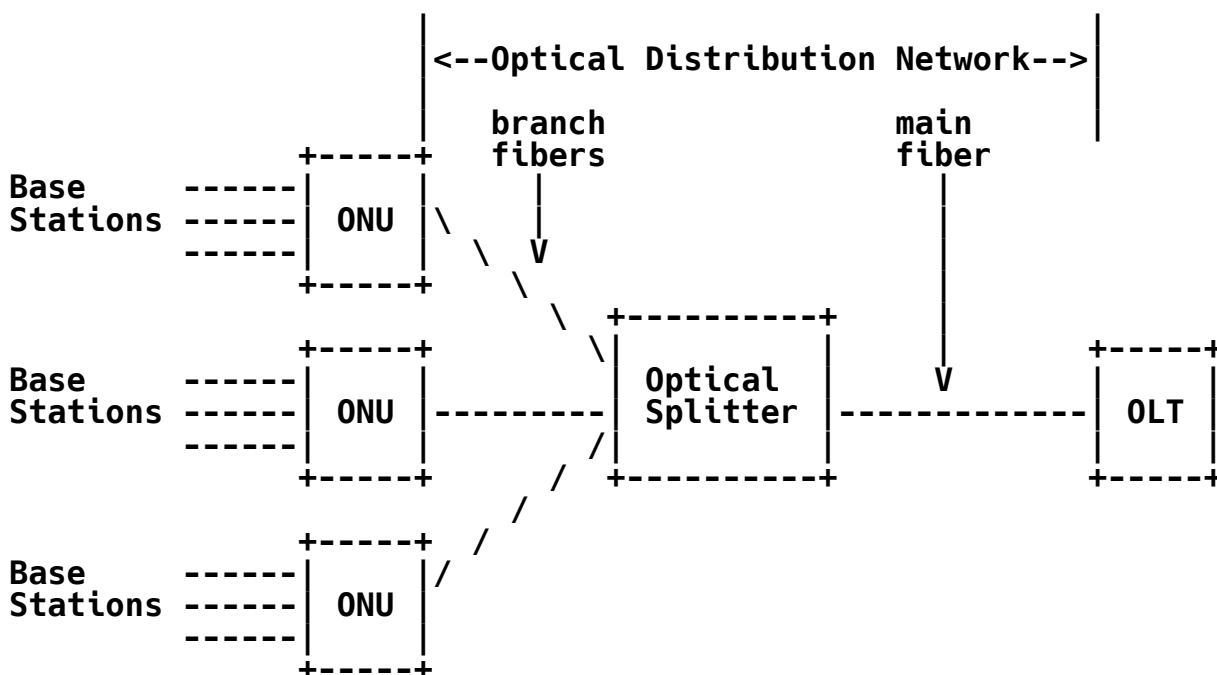 <--Optical Distribution Network-->
branch main
fibers fiber
Base
Stations ONU
Base Optical
Stations ONU Splitter OLT
Base
Stations ONU